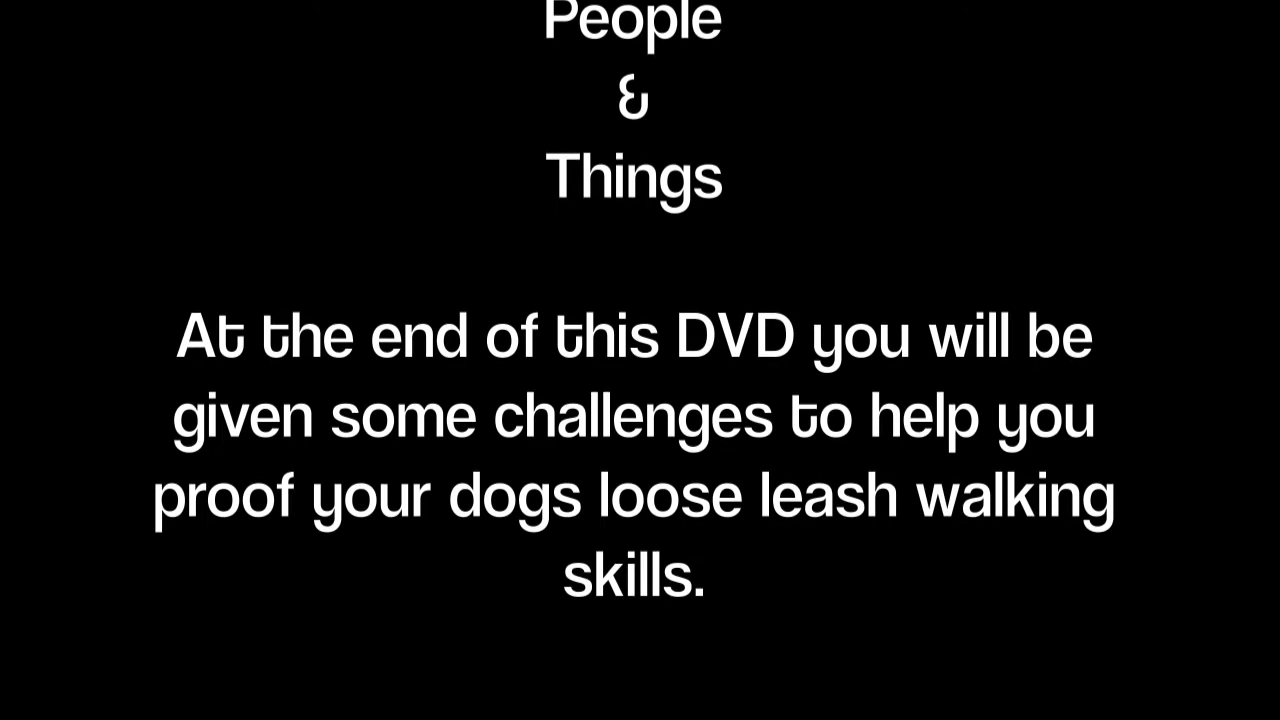 People
&
Things
At the end of this DVD you will be
given some challenges to help you
proof your dogs loose leash walking
skills.